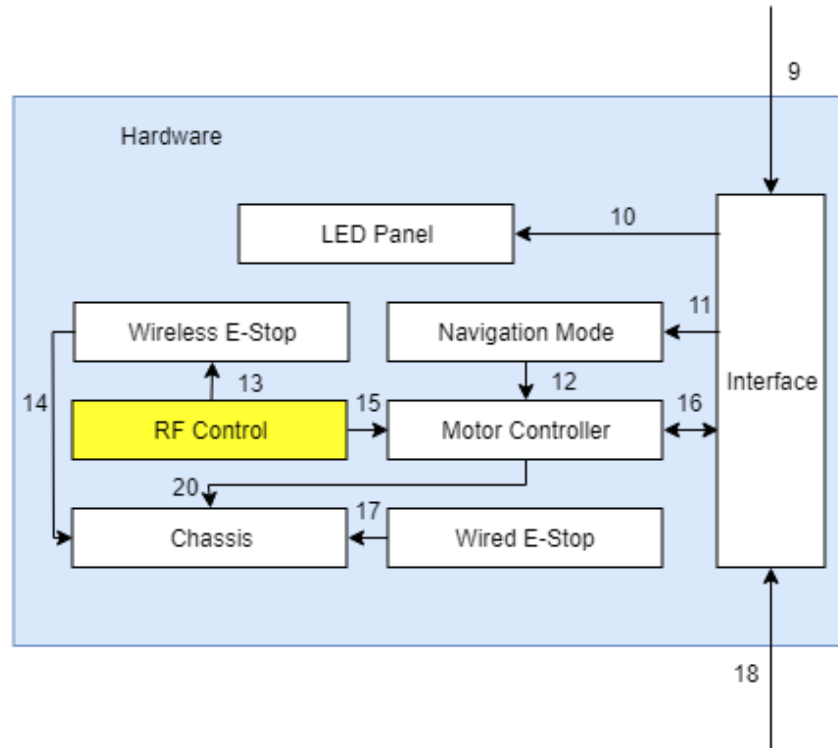 9
Hardware
LED Panel
10
Wireless E-Stop
Navigation Mode
11
Interface
14
13
12
RF Control
15
Motor Controller
16
20
17
Chassis
Wired E-Stop
18